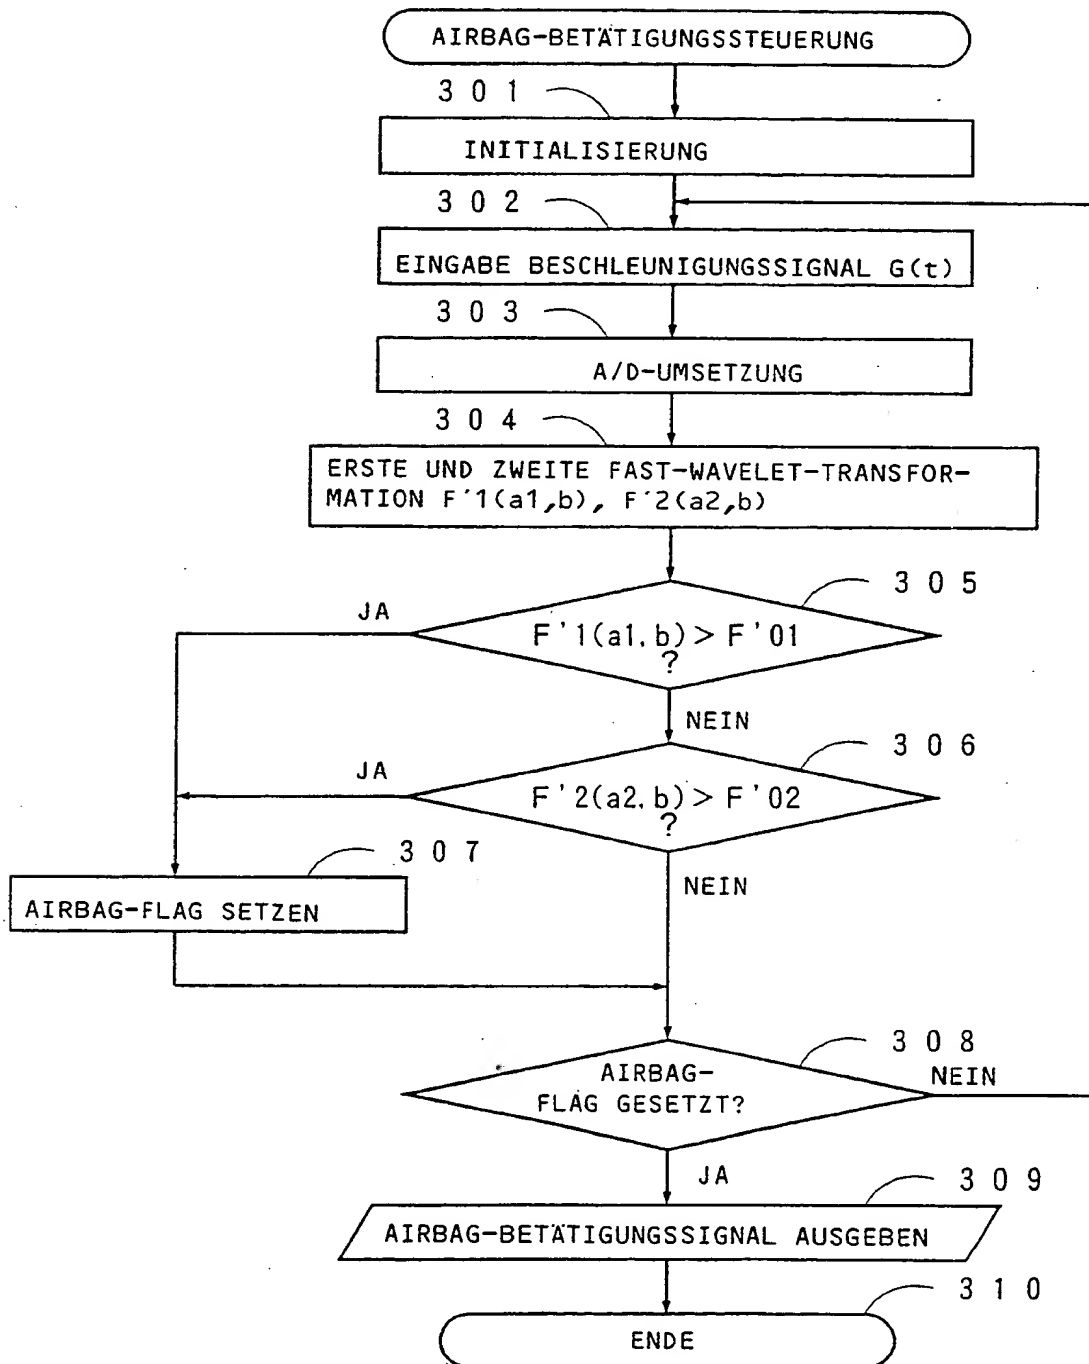 AIRBAG-BETÄTIGUNGSSTEUERUNG
301
INITIALISIERUNG
302
EINGABE BESCHLEUNIGUNGSSIGNAL G(t)
303
A/D-UMSETZUNG
304
ERSTE UND ZWEITE FAST-WAVELET-TRANSFOR-
MATION F'1(a1,b), F'2(a2,b)
305
JA
F'1(a1,b) > F'01
?
NEIN
306
JA
F'2(a2,b) > F'02
?
307
NEIN
AIRBAG-FLAG SETZEN
308
AIRBAG-
NEIN
FLAG GESETZT?
JA
309
AIRBAG-BETÄTIGUNGSSIGNAL AUSGEBEN
310
ENDE